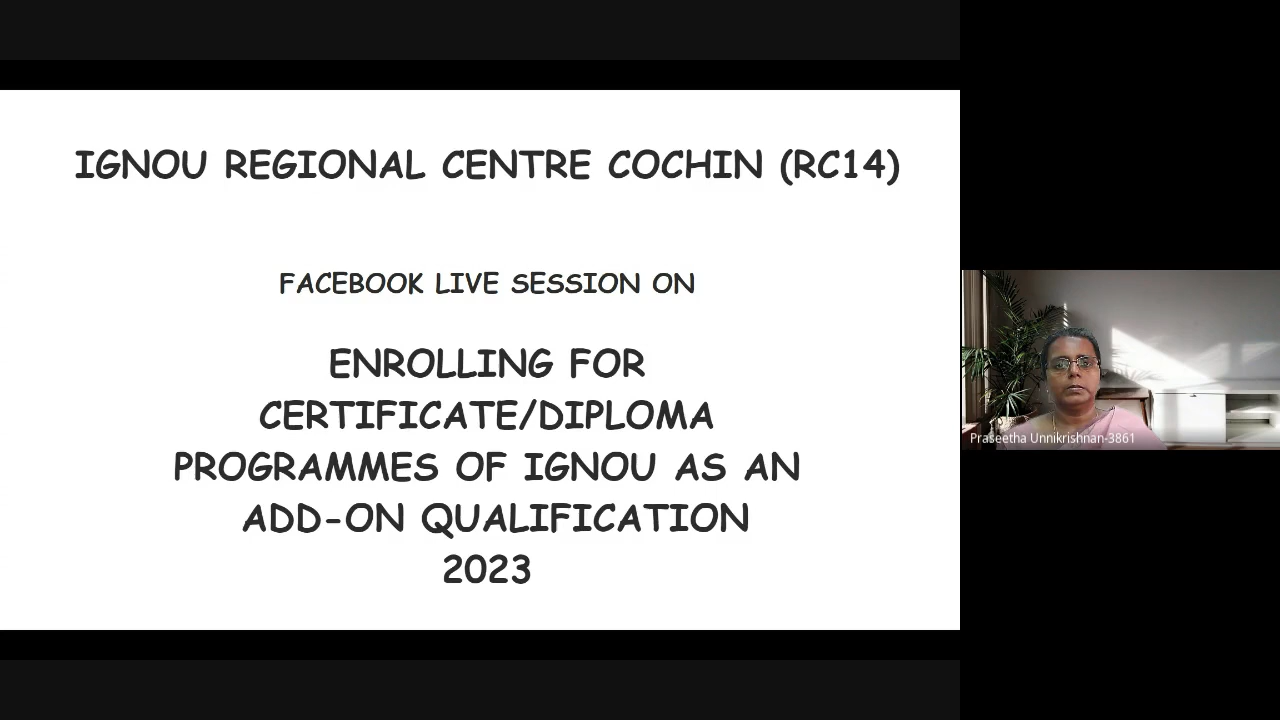 IGNOU REGIONAL CENTRE COCHIN (RC14)
FACEBOOK LIVE SESSION ON
ENROLLING FOR
CERTIFICATE/DIPLOMA
PROGRAMMES OF IGNOU AS AN
ADD-ON QUALIFICATION
2023
Praseetha Unnikrishnan-3861